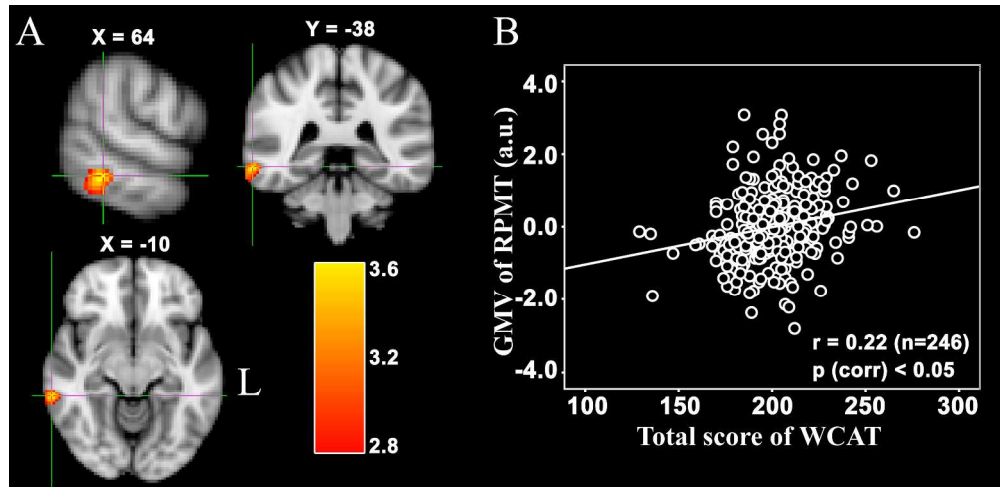 A
X = 64
Y = -38
X = -10
L
3.6
3.2
2.8
B
GMV of RPMT (a.u.)
4.0
2.0
0.0
-2.0
-4.0
r = 0.22 (n=246)
p (corr) < 0.05
100 150 200 250 300
Total score of WCAT